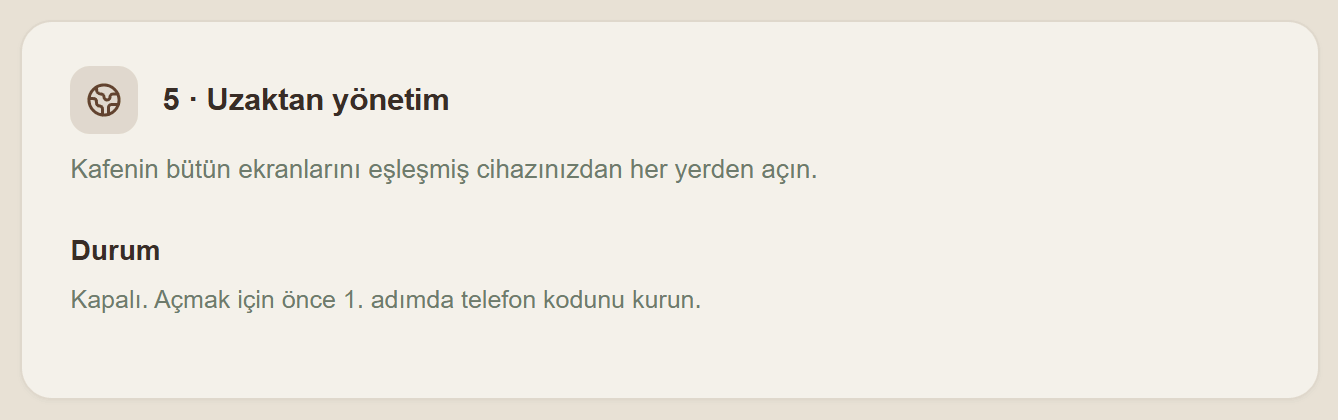 5 · Uzaktan yönetim
Kafenin bütün ekranlarını eşleşmiş cihazınızdan her yerden açın.
Durum
Kapalı. Açmak için önce 1. adımda telefon kodunu kurun.